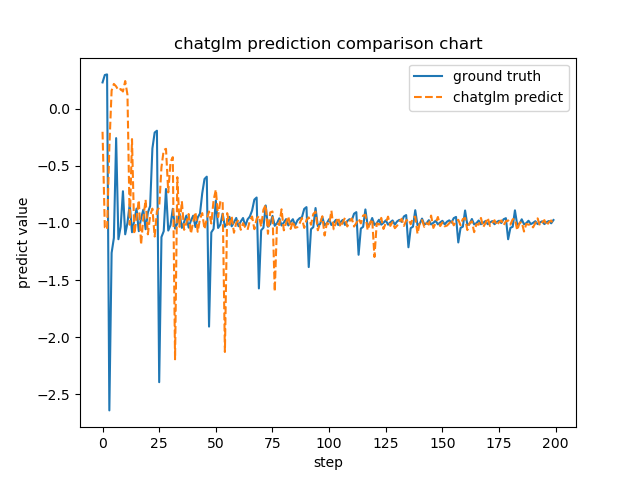 chatglm prediction comparison chart
ground truth
chatglm predict
predict value
0.0
−0.5
−1.0
−1.5
−2.0
−2.5
0 25 50 75 100 125 150 175 200
step